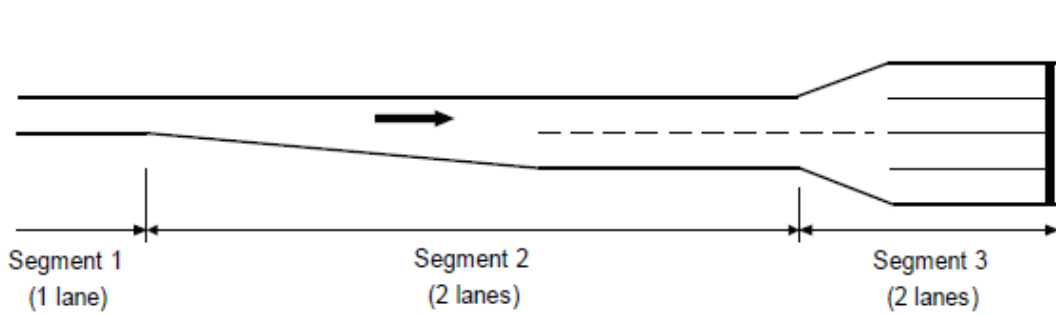 Segment 1
(1 lane)
Segment 2
(2 lanes)
Segment 3
(2 lanes)